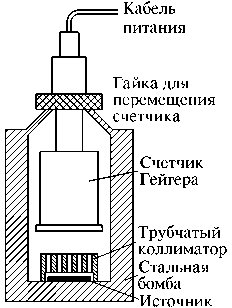 Кабель
питания
Гайка для
перемещения
счетчика
Счетчик
Гейгера
Трубчатый
коллиматор
Стальная
бомба
Источник